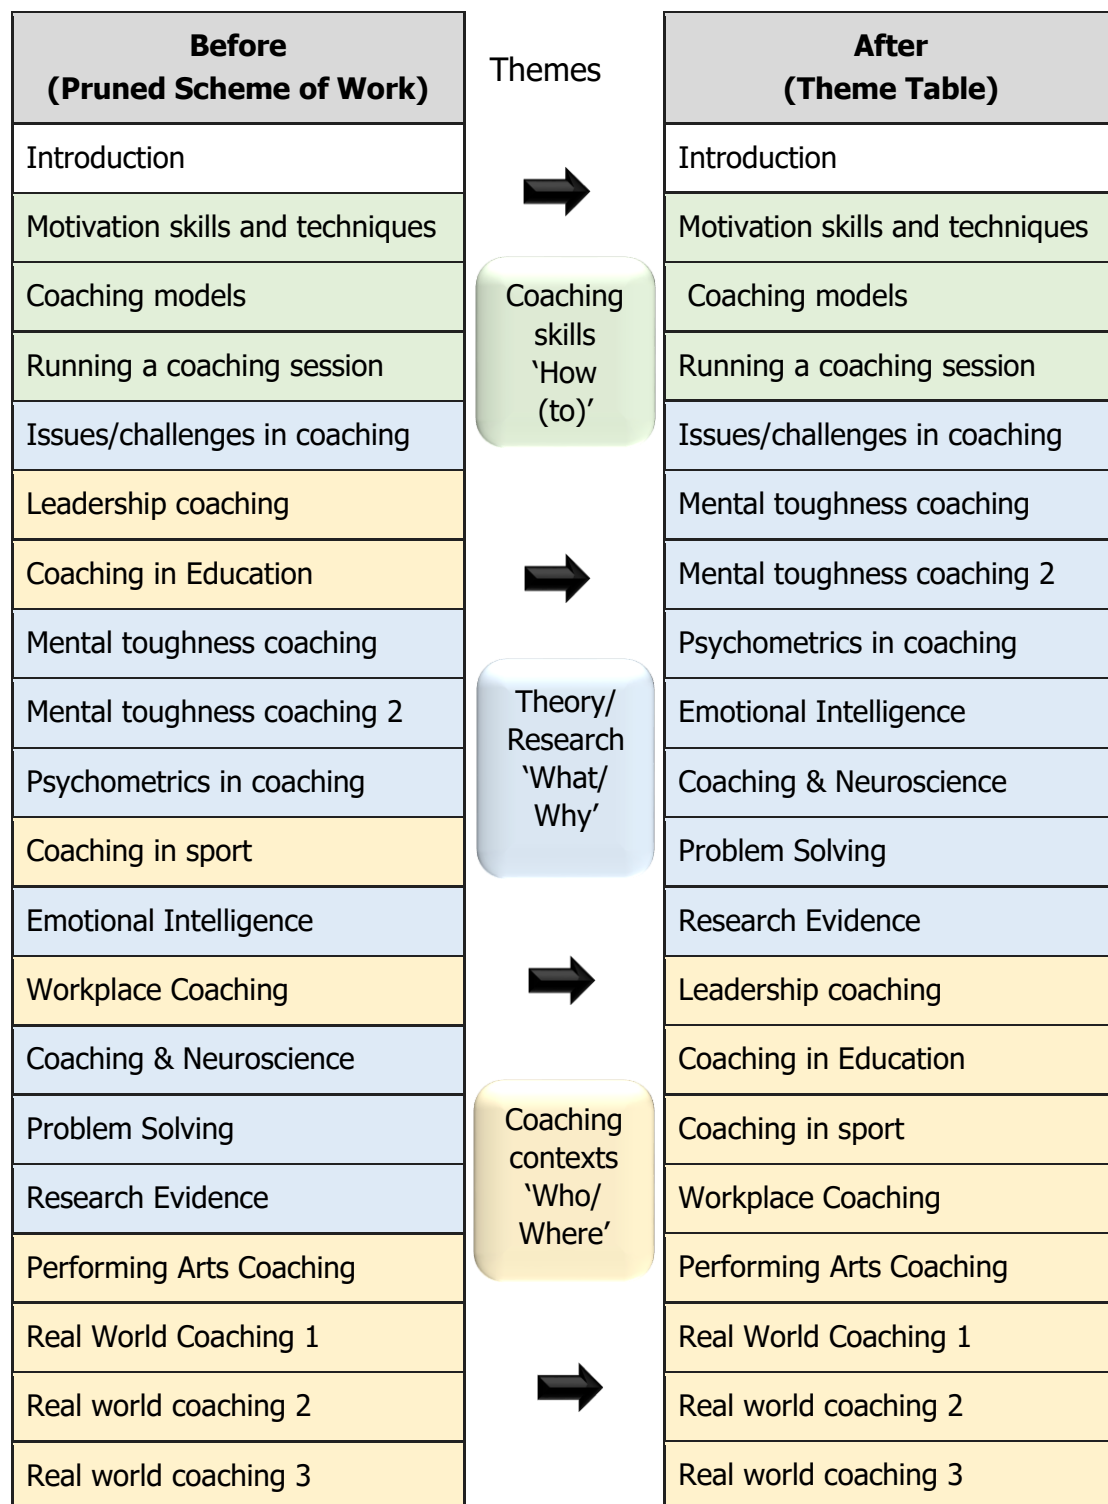 Before
(Pruned Scheme of Work)
Introduction
Motivation skills and techniques
Coaching models
Running a coaching session
Issues/challenges in coaching
Leadership coaching
Coaching in Education
Mental toughness coaching
Mental toughness coaching 2
Psychometrics in coaching
Coaching in sport
Emotional Intelligence
Workplace Coaching
Coaching & Neuroscience
Problem Solving
Research Evidence
Performing Arts Coaching
Real World Coaching 1
Real world coaching 2
Real world coaching 3
Themes
Coaching
skills
‘How
(to)’
Theory/
Research
‘What/
Why’
Coaching
contexts
‘Who/
Where’
After
(Theme Table)
Introduction
Motivation skills and techniques
Coaching models
Running a coaching session
Issues/challenges in coaching
Mental toughness coaching
Mental toughness coaching 2
Psychometrics in coaching
Emotional Intelligence
Coaching & Neuroscience
Problem Solving
Research Evidence
Leadership coaching
Coaching in Education
Coaching in sport
Workplace Coaching
Performing Arts Coaching
Real World Coaching 1
Real world coaching 2
Real world coaching 3